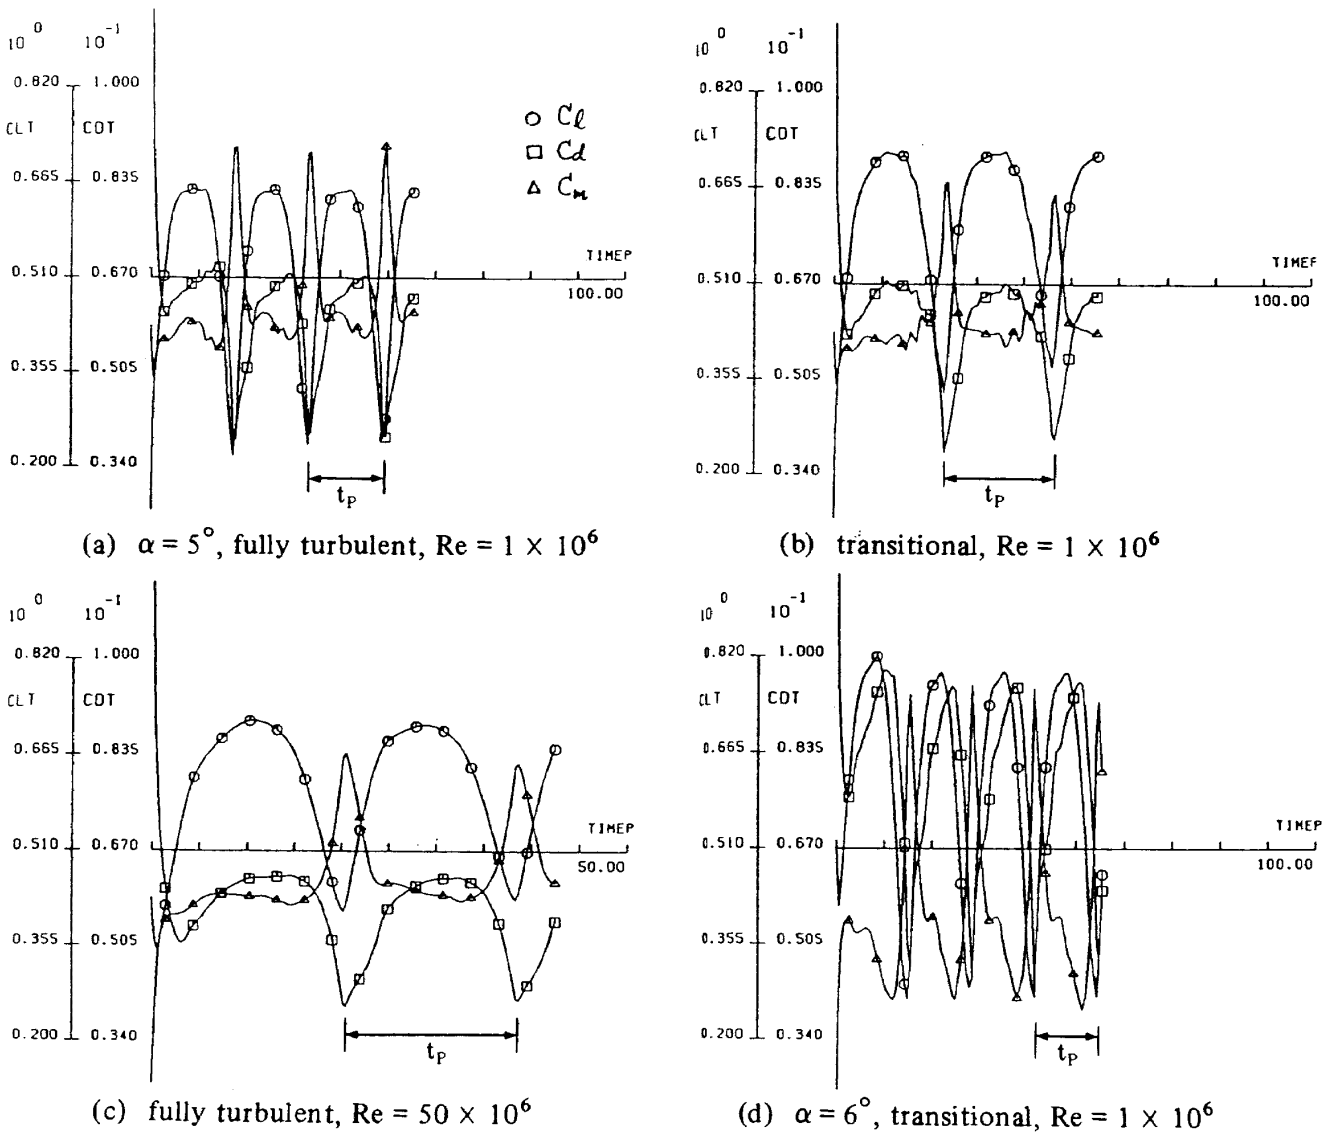 10^0 10^-1
0.820 1.000
CLT CDT
0.665 0.835
0.510 0.670
0.355 0.505
0.200 0.340
C_l
C_d
C_M
TIMEP
100.00
t_P
(a) α = 5°, fully turbulent, Re = 1 × 10^6
10^0 10^-1
0.820 1.000
CLT CDT
0.665 0.835
0.510 0.670
0.355 0.505
0.200 0.340
TIMEP
100.00
t_P
(b) transitional, Re = 1 × 10^6
10^0 10^-1
0.820 1.000
CLT CDT
0.665 0.835
0.510 0.670
0.355 0.505
0.200 0.340
TIMEP
50.00
t_P
(c) fully turbulent, Re = 50 × 10^6
10^0 10^-1
0.820 1.000
CLT CDT
0.665 0.835
0.510 0.670
0.355 0.505
0.200 0.340
TIMEP
100.00
t_P
(d) α = 6°, transitional, Re = 1 × 10^6